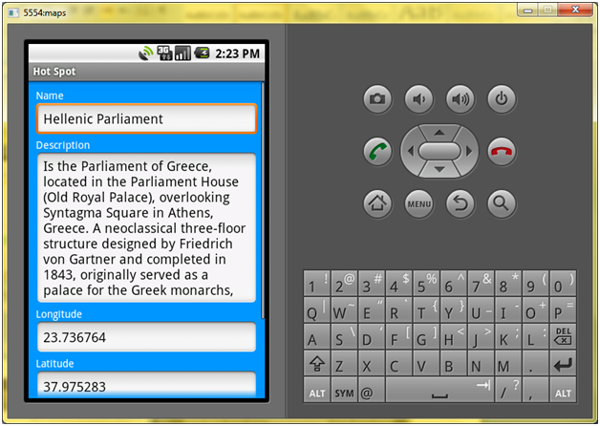 5554:maps
3G
2:23 PM
Hot Spot
Name
Hellenic Parliament
Description
Is the Parliament of Greece,
located in the Parliament House
(Old Royal Palace), overlooking
Syntagma Square in Athens,
Greece. A neoclassical three-floor
structure designed by Friedrich
von Gartner and completed in
1843, originally served as a
palace for the Greek monarchs,
Longitude
23.736764
Latitude
37.975283
MENU
1 ! 2 @ 3 # 4 $ 5 % 6 ^ 7 & 8 * 9 ( 0 )
Q | W ~ E " R ` T { Y } U _ I - O + P =
A S \ D ' F [ G ] H < J > K ; L : DEL
Z X C V B N M .
ALT SYM @ / ? , ALT